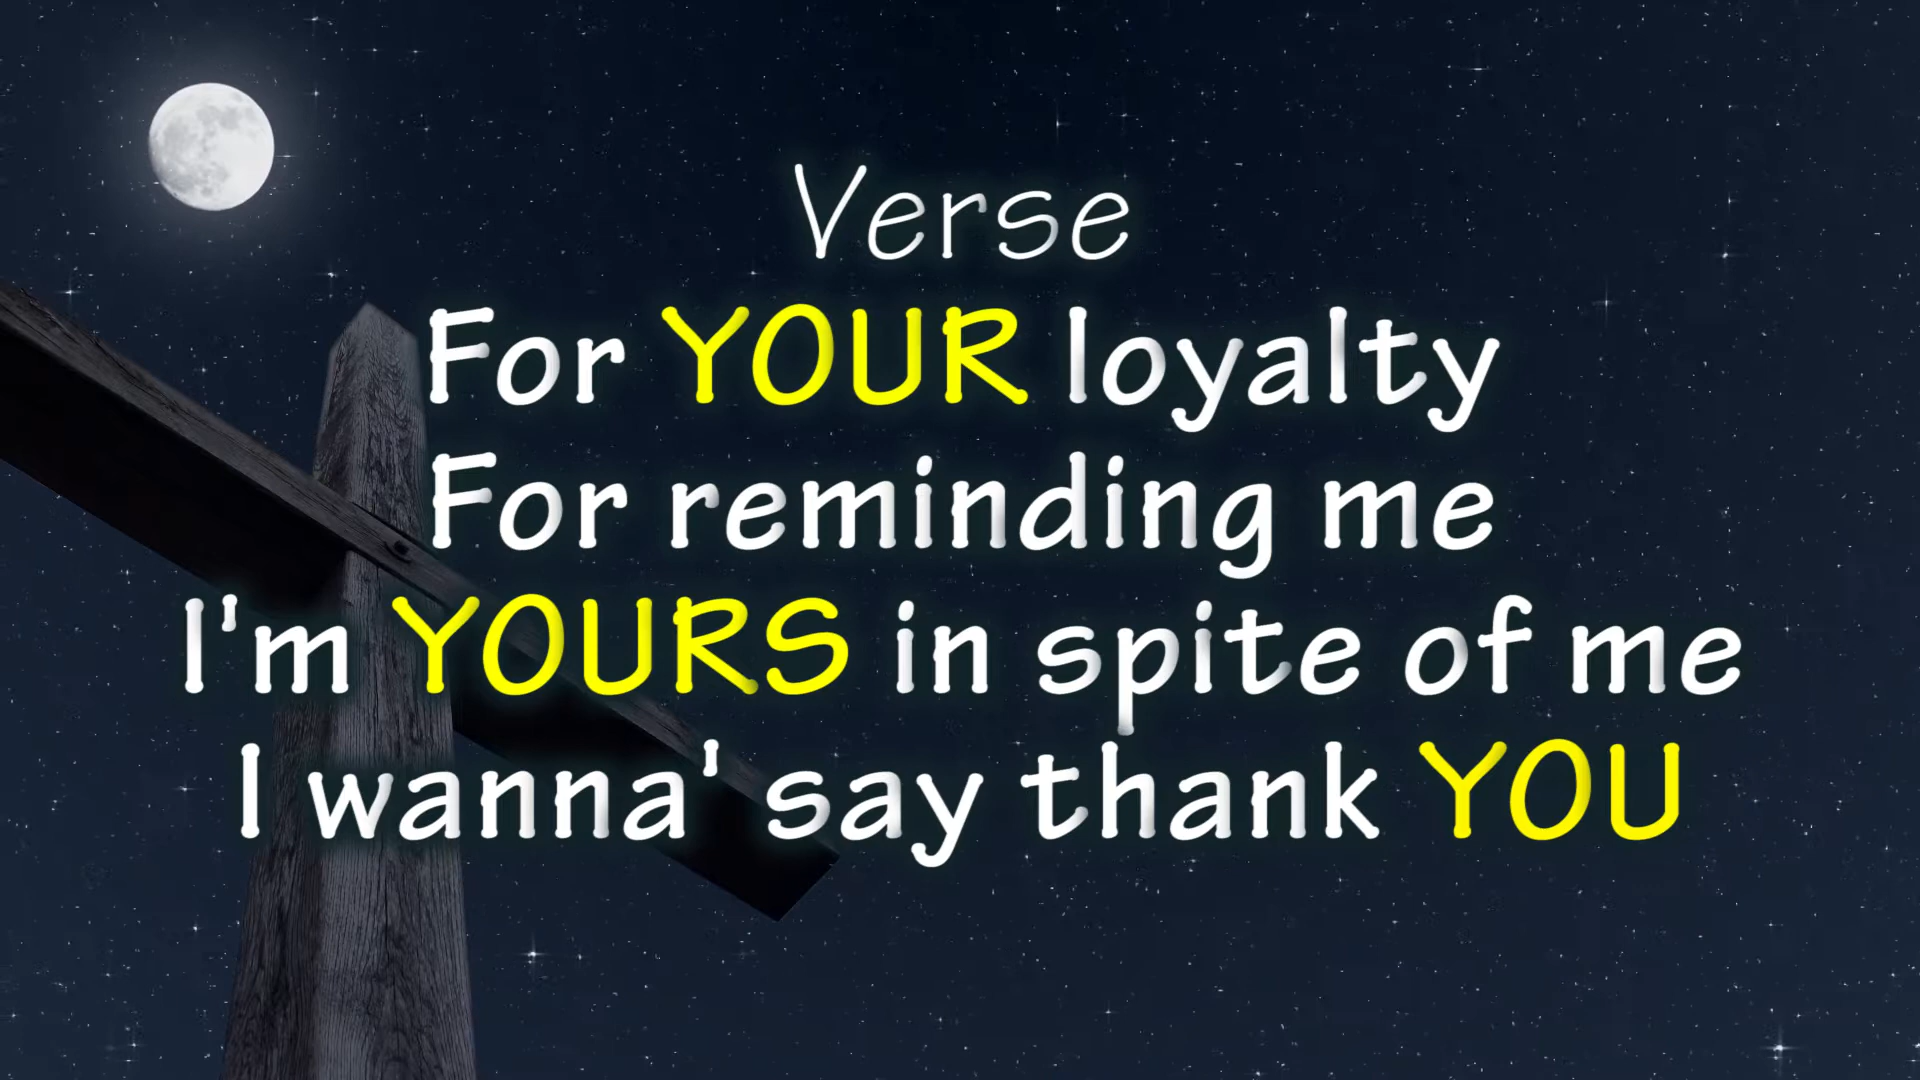 Verse
For YOUR loyalty
For reminding me
I'm YOURS in spite of me
I wanna' say thank YOU